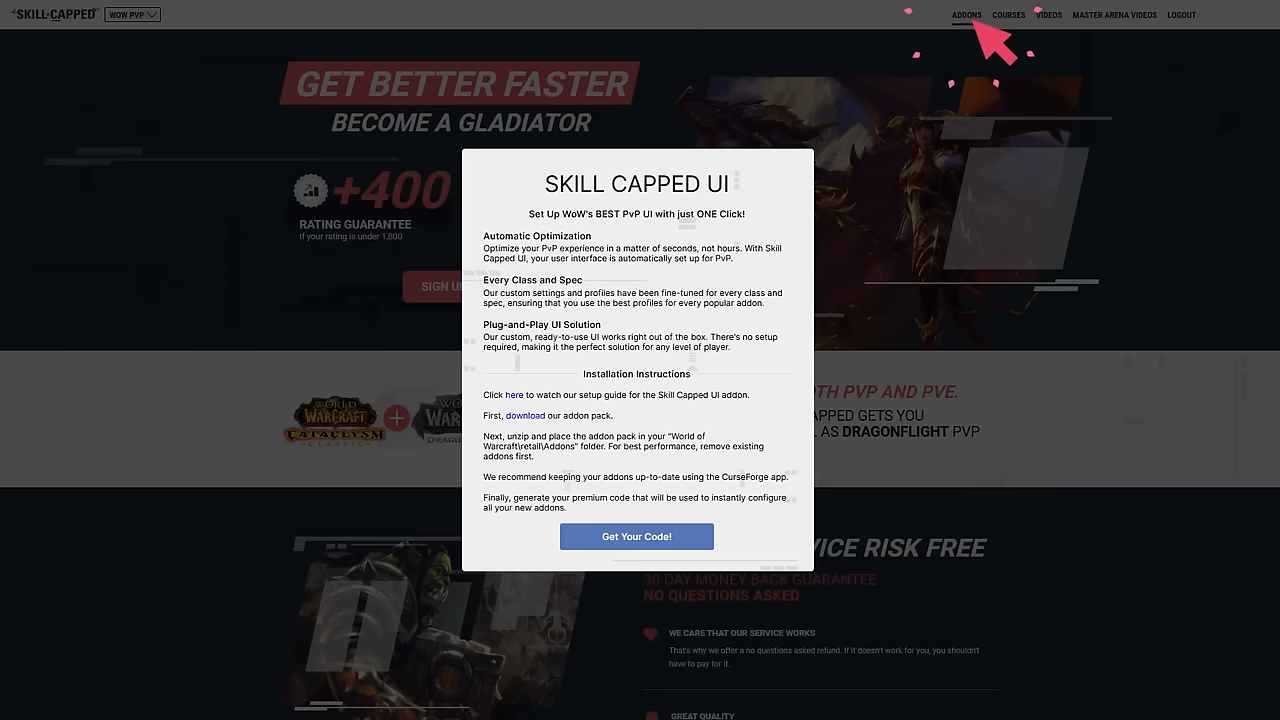 SKILL CAPPED
WOW PVP
ADDONS
COURSES
VIDEOS
MASTER ARENA VIDEOS
LOGOUT
GET BETTER FASTER
BECOME A GLADIATOR
+400
RATING GUARANTEE
If your rating is under 1,800
SIGN U
SKILL CAPPED UI
Set Up WoW's BEST PvP UI with just ONE Click!
Automatic Optimization
Optimize your PvP experience in a matter of seconds, not hours. With Skill
Capped UI, your user interface is automatically set up for PvP.
Every Class and Spec
Our custom settings and profiles have been fine-tuned for every class and
spec, ensuring that you use the best profiles for every popular addon.
Plug-and-Play UI Solution
Our custom, ready-to-use UI works right out of the box. There's no setup
required, making it the perfect solution for any level of player.
Installation Instructions
Click here to watch our setup guide for the Skill Capped UI addon.
First, download our addon pack.
Next, unzip and place the addon pack in your "World of
Warcraft\retail\Addons" folder. For best performance, remove existing
addons first.
We recommend keeping your addons up-to-date using the CurseForge app.
Finally, generate your premium code that will be used to instantly configure
all your new addons.
Get Your Code!
WORLD
WARCRAFT
CATACLYSM
CLASSIC
WORLD
WAR
DRAGO
OTH PVP AND PVE.
APPED GETS YOU
L AS DRAGONFLIGHT PVP
VICE RISK FREE
30 DAY MONEY BACK GUARANTEE
NO QUESTIONS ASKED
WE CARE THAT OUR SERVICE WORKS
That's why we offer a no questions asked refund. If it doesn't work for you, you shouldn't
have to pay for it.
GREAT QUALITY